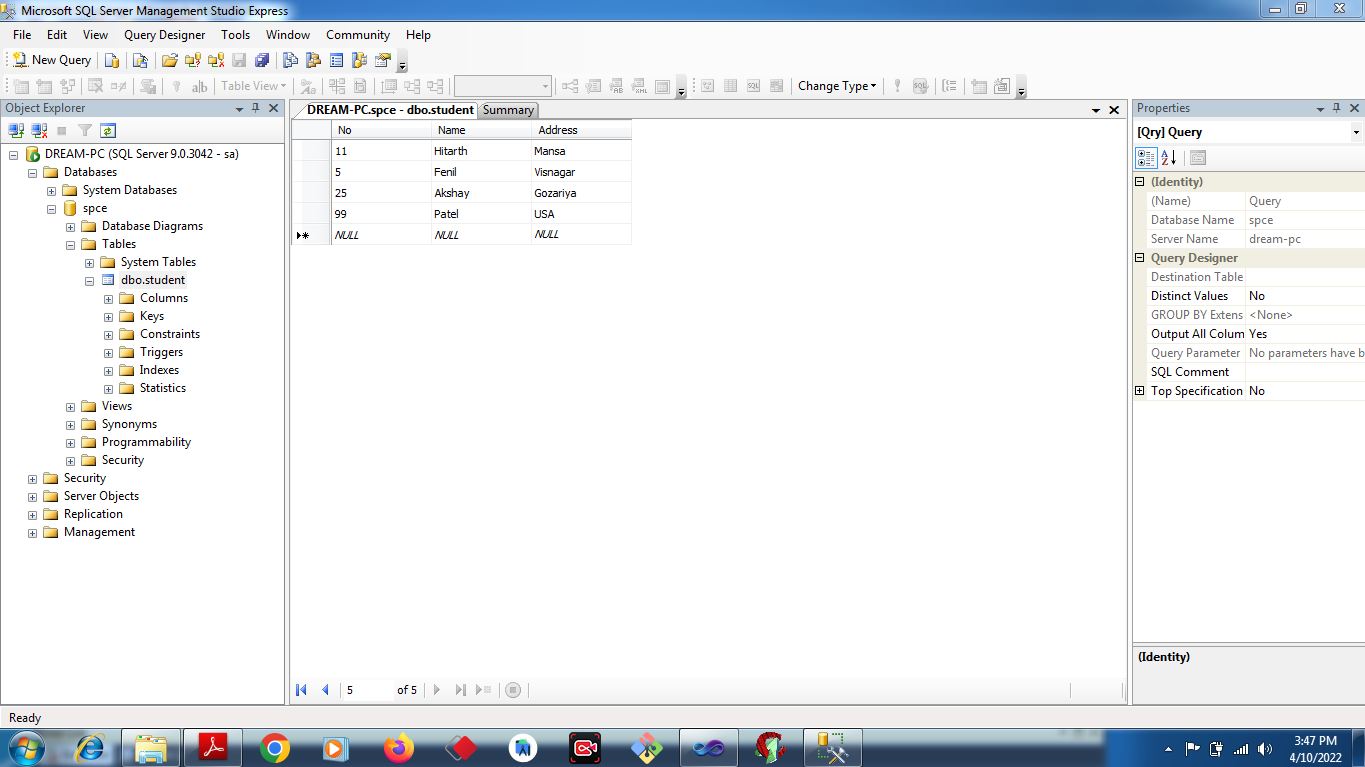 Microsoft SQL Server Management Studio Express
File Edit View Query Designer Tools Window Community Help
New Query
Table View
Change Type
Object Explorer
DREAM-PC (SQL Server 9.0.3042 - sa)
Databases
System Databases
spce
Database Diagrams
Tables
System Tables
dbo.student
Columns
Keys
Constraints
Triggers
Indexes
Statistics
Views
Synonyms
Programmability
Security
Security
Server Objects
Replication
Management
DREAM-PC.spce - dbo.student Summary
No Name Address
11 Hitarth Mansa
5 Fenil Visnagar
25 Akshay Gozariya
99 Patel USA
NULL NULL NULL
5 of 5
Properties
[Qry] Query
(Identity)
(Name) Query
Database Name spce
Server Name dream-pc
Query Designer
Destination Table
Distinct Values No
GROUP BY Extens <None>
Output All Colum Yes
Query Parameter No parameters have b
SQL Comment
Top Specification No
(Identity)
Ready
3:47 PM
4/10/2022